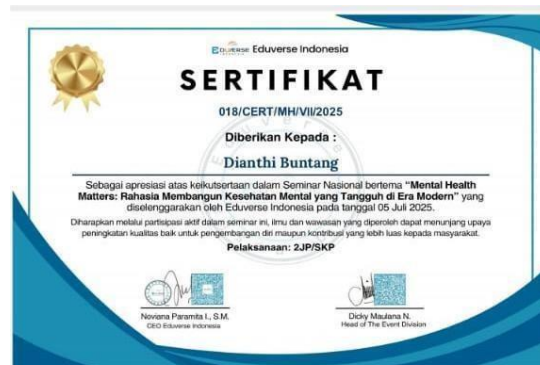 EDUVERSE Eduverse Indonesia
SERTIFIKAT
018/CERT/MH/VII/2025
Diberikan Kepada :
Dianthi Buntang
Sebagai apresiasi atas keikutsertaan dalam Seminar Nasional bertema “Mental Health
Matters: Rahasia Membangun Kesehatan Mental yang Tangguh di Era Modern” yang
diselenggarakan oleh Eduverse Indonesia pada tanggal 05 Juli 2025.
Diharapkan melalui partisipasi aktif dalam seminar ini, ilmu dan wawasan yang diperoleh dapat menunjang upaya
peningkatan kualitas baik untuk pengembangan diri maupun kontribusi yang lebih luas kepada masyarakat.
Pelaksanaan: 2JP/SKP
Noviana Paramita I., S.M.
CEO Eduverse Indonesia
Dicky Maulana N.
Head of The Event Division